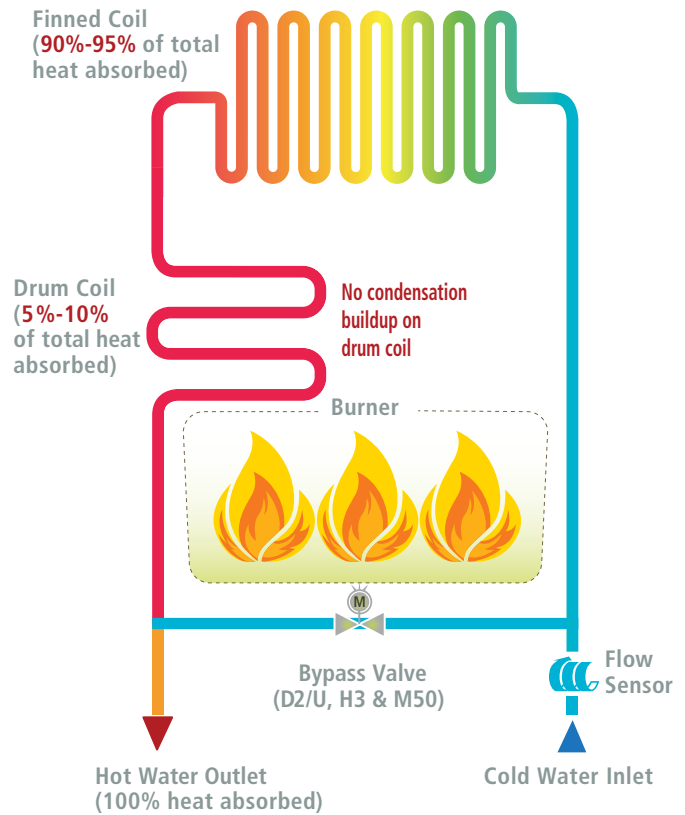 Finned Coil
(90%-95% of total
heat absorbed)
Drum Coil
(5%-10%
of total heat
absorbed)
No condensation
buildup on
drum coil
Burner
M
Bypass Valve
(D2/U, H3 & M50)
Flow
Sensor
Hot Water Outlet
(100% heat absorbed)
Cold Water Inlet